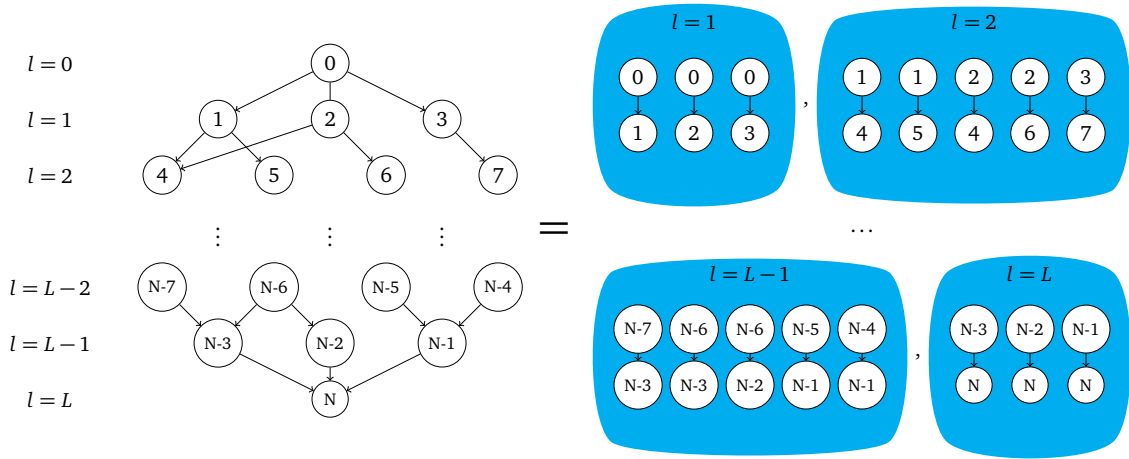 l = 0
0
l = 1
1 2 3
l = 2
4 5 6 7
⋮ ⋮ ⋮
l = L − 2
N-7 N-6 N-5 N-4
l = L − 1
N-3 N-2 N-1
l = L
N
=
l = 1
0 0 0
1 2 3
,
l = 2
1 1 2 2 3
4 5 4 6 7
...
l = L − 1
N-7 N-6 N-6 N-5 N-4
N-3 N-3 N-2 N-1 N-1
,
l = L
N-3 N-2 N-1
N N N